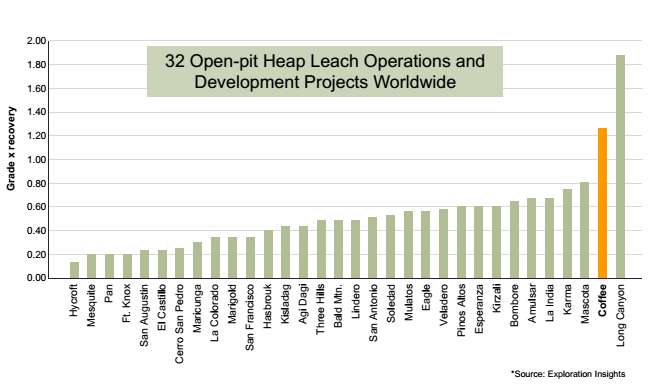 32 Open-pit Heap Leach Operations and
Development Projects Worldwide
Grade x recovery
2.00
1.80
1.60
1.40
1.20
1.00
0.80
0.60
0.40
0.20
0.00
Hycroft
Mesquite
Pan
Ft. Knox
San Augustin
El Castillo
Cerro San Pedro
Maricunga
La Colorado
Marigold
San Francisco
Hasbrouk
Kisladag
Agi Dagi
Three Hills
Bald Mtn.
Lindero
San Antonio
Soledad
Mulatos
Eagle
Veladero
Pinos Altos
Esperanza
Kirzali
Bombore
Amulsar
La India
Karma
Mascota
Coffee
Long Canyon
*Source: Exploration Insights